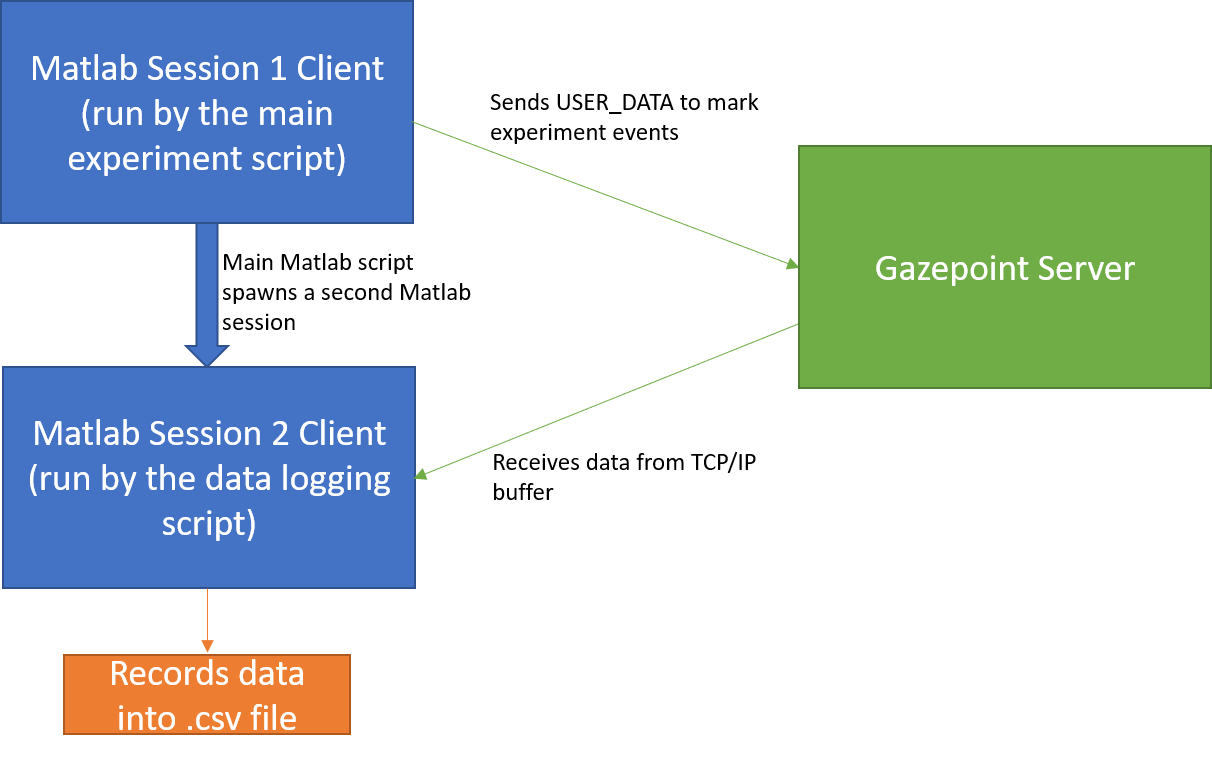 Matlab Session 1 Client
(run by the main
experiment script)
Sends USER_DATA to mark
experiment events
Gazepoint Server
Main Matlab script
spawns a second Matlab
session
Matlab Session 2 Client
(run by the data logging
script)
Receives data from TCP/IP
buffer
Records data
into .csv file